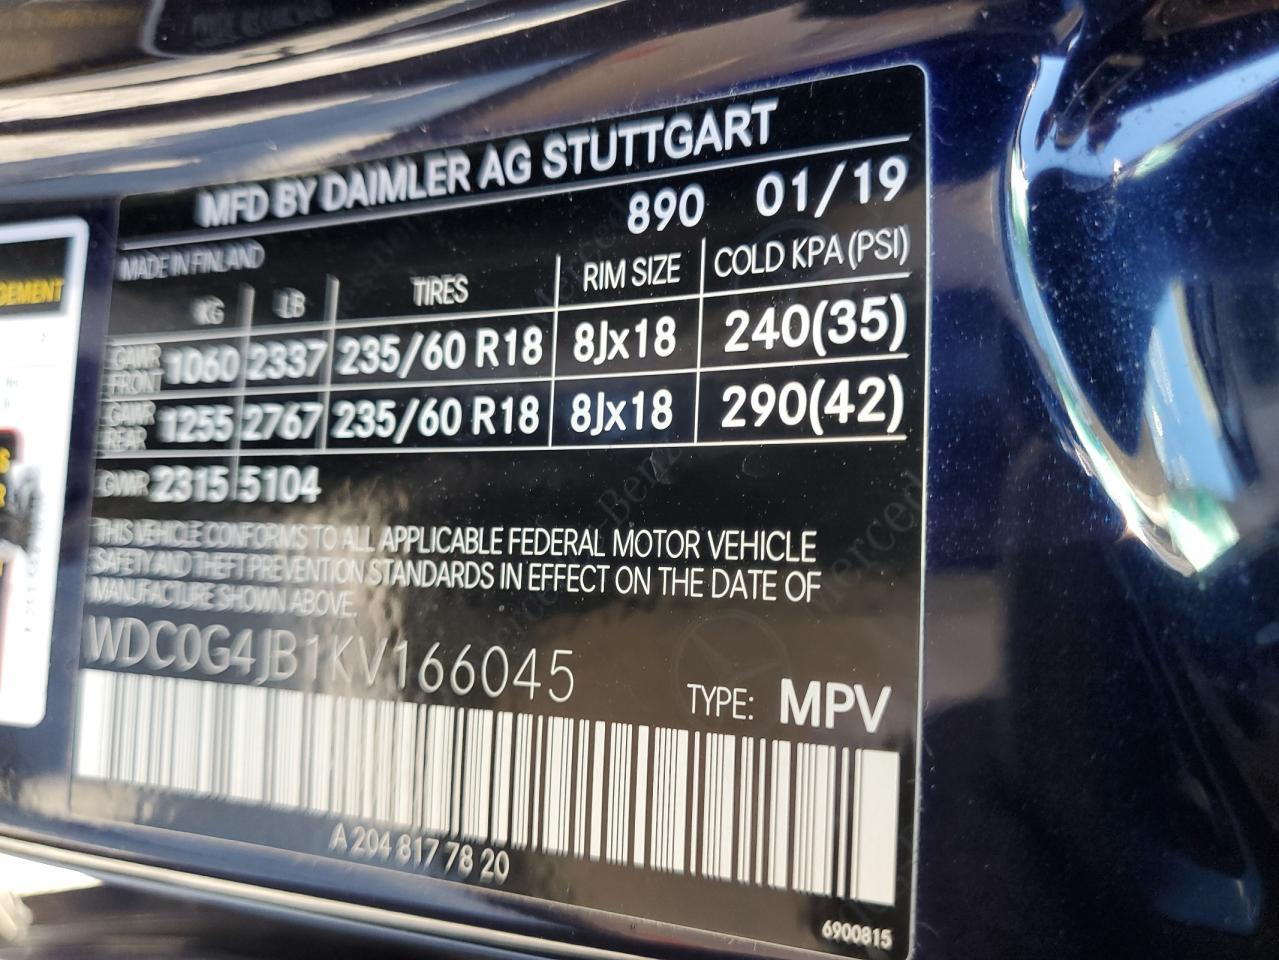 MFD BY DAIMLER AG STUTTGART
890 01/19
MADE IN FINLAND
KG LB TIRES RIM SIZE COLD KPA (PSI)
GAWR FRONT 1060 2337 235/60 R18 8Jx18 240(35)
GAWR REAR 1255 2767 235/60 R18 8Jx18 290(42)
GVWR 2315 5104
THIS VEHICLE CONFORMS TO ALL APPLICABLE FEDERAL MOTOR VEHICLE
SAFETY AND THEFT PREVENTION STANDARDS IN EFFECT ON THE DATE OF
MANUFACTURE SHOWN ABOVE.
WDC0G4JB1KV166045
TYPE: MPV
A 204 817 78 20
6900815